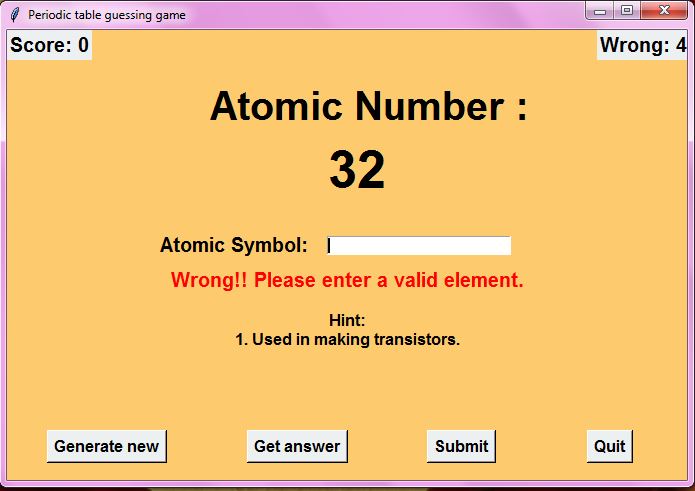 Periodic table guessing game
Score: 0
Wrong: 4
Atomic Number :
32
Atomic Symbol:
Wrong!! Please enter a valid element.
Hint:
1. Used in making transistors.
Generate new
Get answer
Submit
Quit